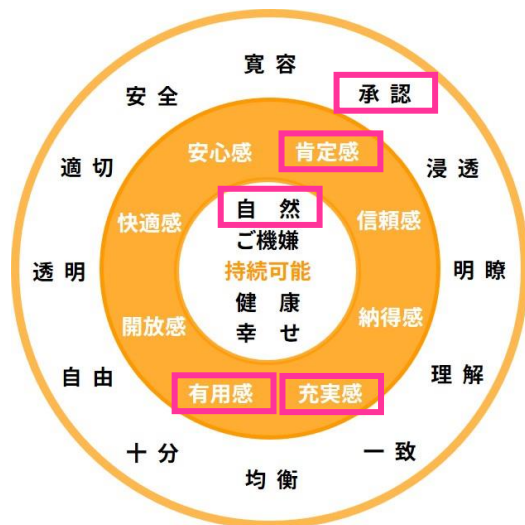 寛容
承認
浸透
明瞭
理解
一致
均衡
十分
自由
透明
適切
安全
安心感
肯定感
信頼感
納得感
充実感
有用感
開放感
快適感
自然
ご機嫌
持続可能
健康
幸せ